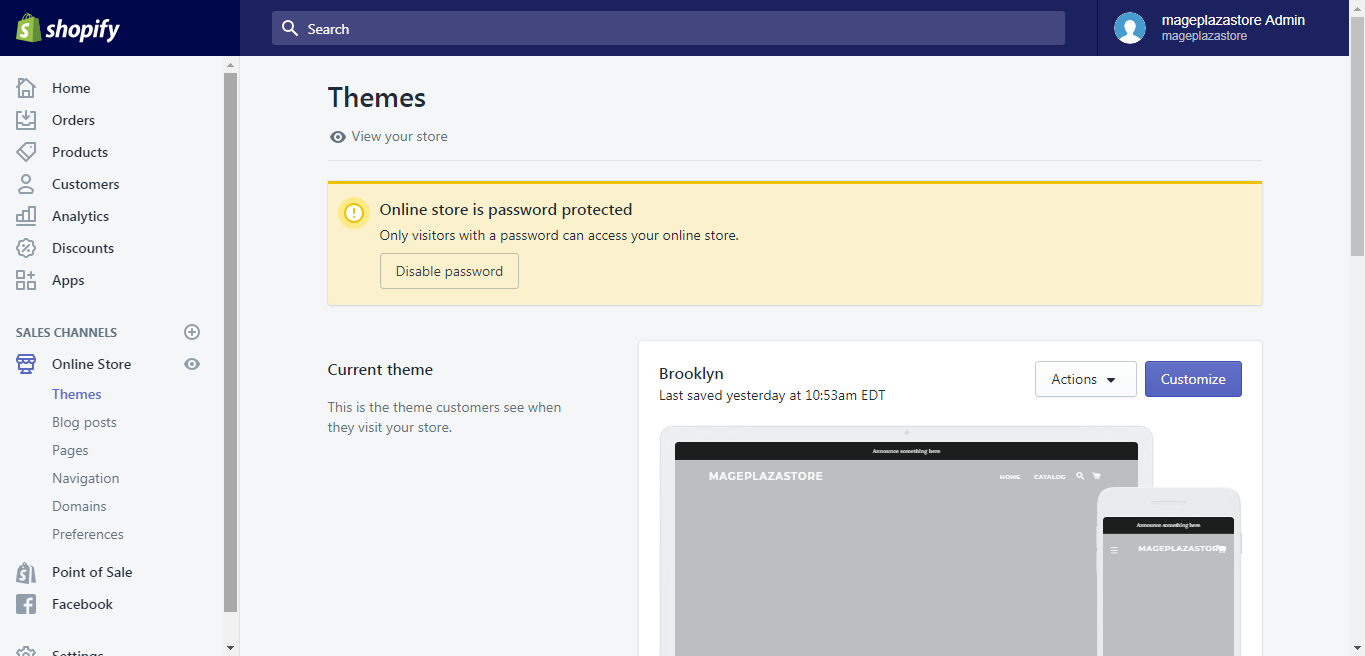 shopify
Search
mageplazastore Admin
mageplazastore
Home
Orders
Products
Customers
Analytics
Discounts
Apps
SALES CHANNELS
Online Store
Themes
Blog posts
Pages
Navigation
Domains
Preferences
Point of Sale
Facebook
Settings
Themes
View your store
Online store is password protected
Only visitors with a password can access your online store.
Disable password
Current theme
This is the theme customers see when
they visit your store.
Brooklyn
Last saved yesterday at 10:53am EDT
Actions
Customize
Announce something here
MAGEPLAZASTORE
HOME CATALOG
Announce something here
MAGEPLAZASTORE